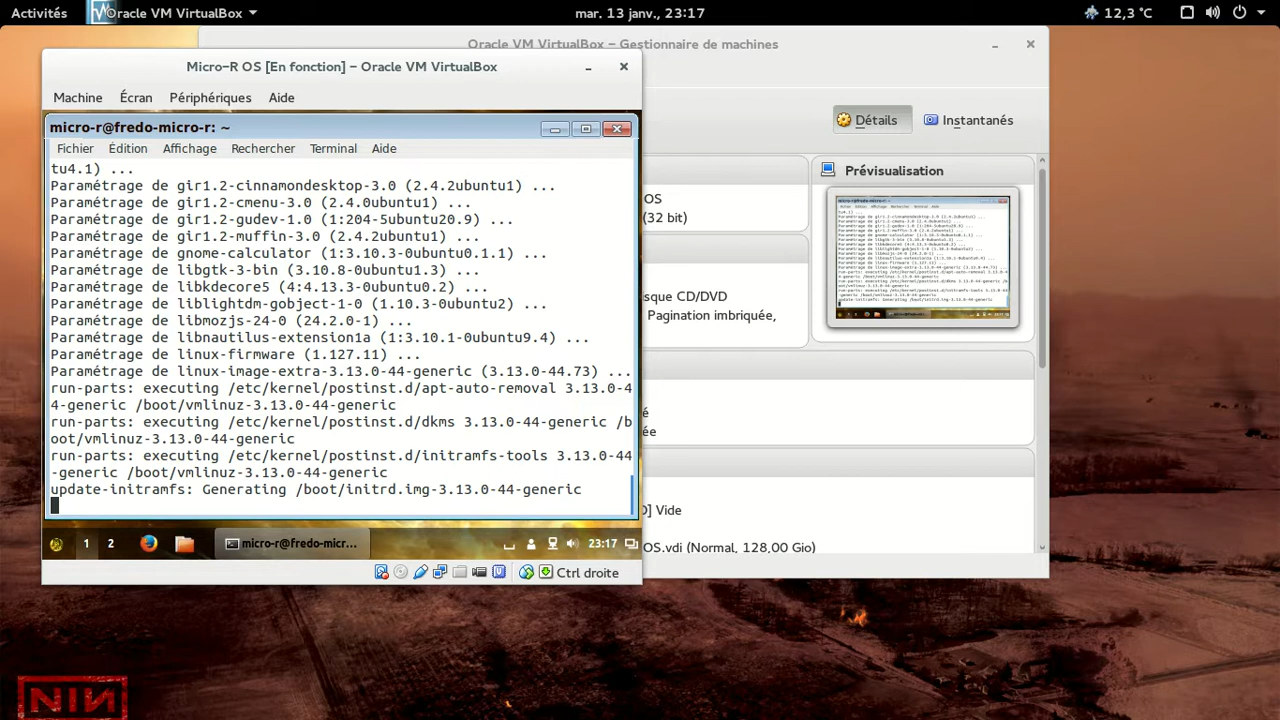 Activités
Oracle VM VirtualBox
mar. 13 janv., 23:17
12,3 °C
Oracle VM VirtualBox – Gestionnaire de machines
Micro-R OS [En fonction] – Oracle VM VirtualBox
Machine Écran Périphériques Aide
Détails
Instantanés
micro-r@fredo-micro-r: ~
Fichier Édition Affichage Rechercher Terminal Aide
tu4.1) ...
Paramétrage de gir1.2-cinnamondesktop-3.0 (2.4.2ubuntu1) ...
Paramétrage de gir1.2-cmenu-3.0 (2.4.0ubuntu1) ...
Paramétrage de gir1.2-gudev-1.0 (1:204-5ubuntu20.9) ...
Paramétrage de gir1.2-muffin-3.0 (2.4.2ubuntu1) ...
Paramétrage de gnome-calculator (1:3.10.3-0ubuntu0.1.1) ...
Paramétrage de libgtk-3-bin (3.10.8-0ubuntu1.3) ...
Paramétrage de libkdecore5 (4:4.13.3-0ubuntu0.2) ...
Paramétrage de liblightdm-gobject-1-0 (1.10.3-0ubuntu2) ...
Paramétrage de libmozjs-24-0 (24.2.0-1) ...
Paramétrage de libnautilus-extension1a (1:3.10.1-0ubuntu9.4) ...
Paramétrage de linux-firmware (1.127.11) ...
Paramétrage de linux-image-extra-3.13.0-44-generic (3.13.0-44.73) ...
run-parts: executing /etc/kernel/postinst.d/apt-auto-removal 3.13.0-4
4-generic /boot/vmlinuz-3.13.0-44-generic
run-parts: executing /etc/kernel/postinst.d/dkms 3.13.0-44-generic /b
oot/vmlinuz-3.13.0-44-generic
run-parts: executing /etc/kernel/postinst.d/initramfs-tools 3.13.0-44
-generic /boot/vmlinuz-3.13.0-44-generic
update-initramfs: Generating /boot/initrd.img-3.13.0-44-generic
1 2
micro-r@fredo-micr...
23:17
Ctrl droite
OS
(32 bit)
Prévisualisation
sque CD/DVD
Pagination imbriquée,
é
ée
D] Vide
OS.vdi (Normal, 128,00 Gio)
NIN